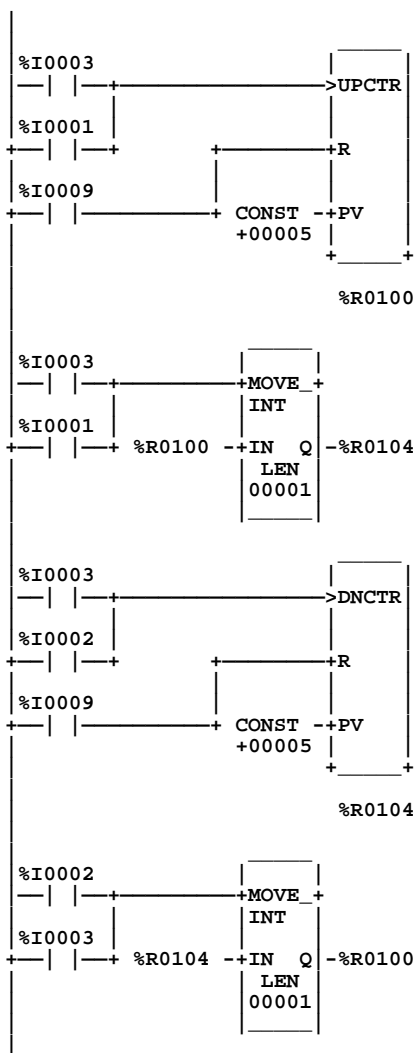 %I0003
>UPCTR
%I0001
R
%I0009
CONST PV
+00005
%R0100
%I0003
MOVE_
INT
%I0001
%R0100 IN Q %R0104
LEN
00001
%I0003
>DNCTR
%I0002
R
%I0009
CONST PV
+00005
%R0104
%I0002
MOVE_
INT
%I0003
%R0104 IN Q %R0100
LEN
00001